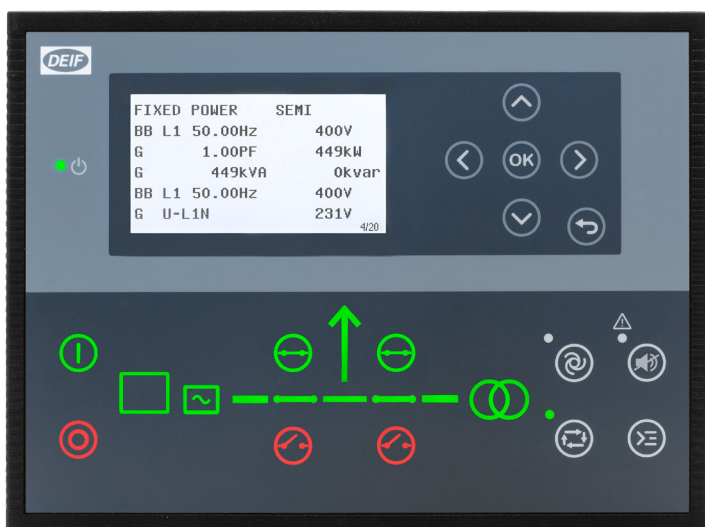 DEIF
FIXED POWER SEMI
BB L1 50.00Hz 400V
G 1.00PF 449kW
G 449kVA 0kvar
BB L1 50.00Hz 400V
G U-L1N 231V
4/20
OK